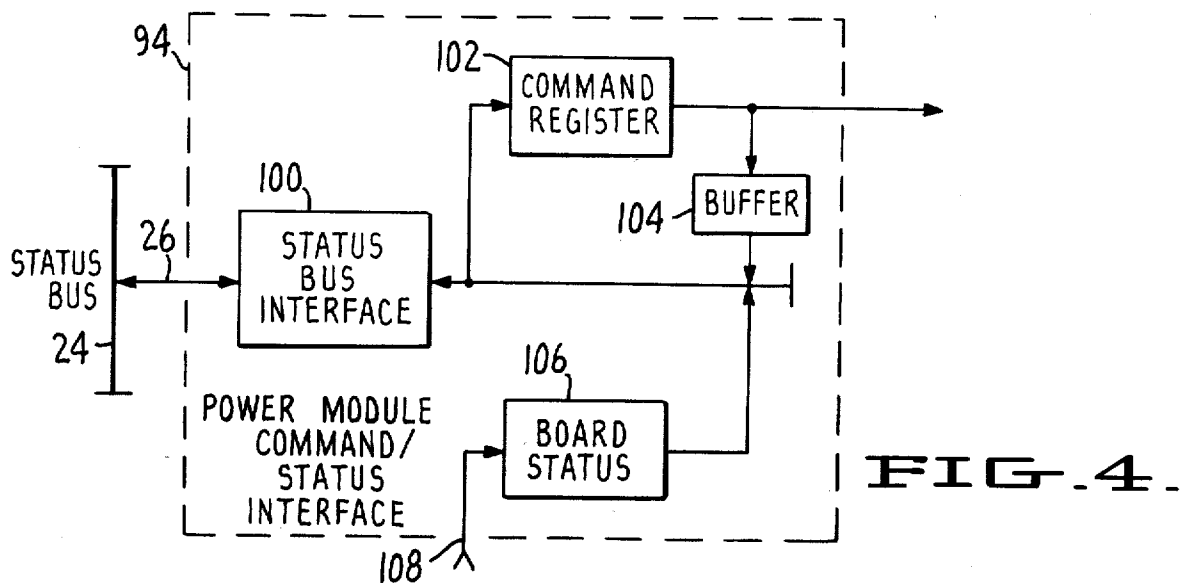 94
102
COMMAND
REGISTER
100
STATUS
BUS
INTERFACE
104
BUFFER
26
STATUS
BUS
24
106
BOARD
STATUS
POWER MODULE
COMMAND/
STATUS
INTERFACE
108
FIG.4.